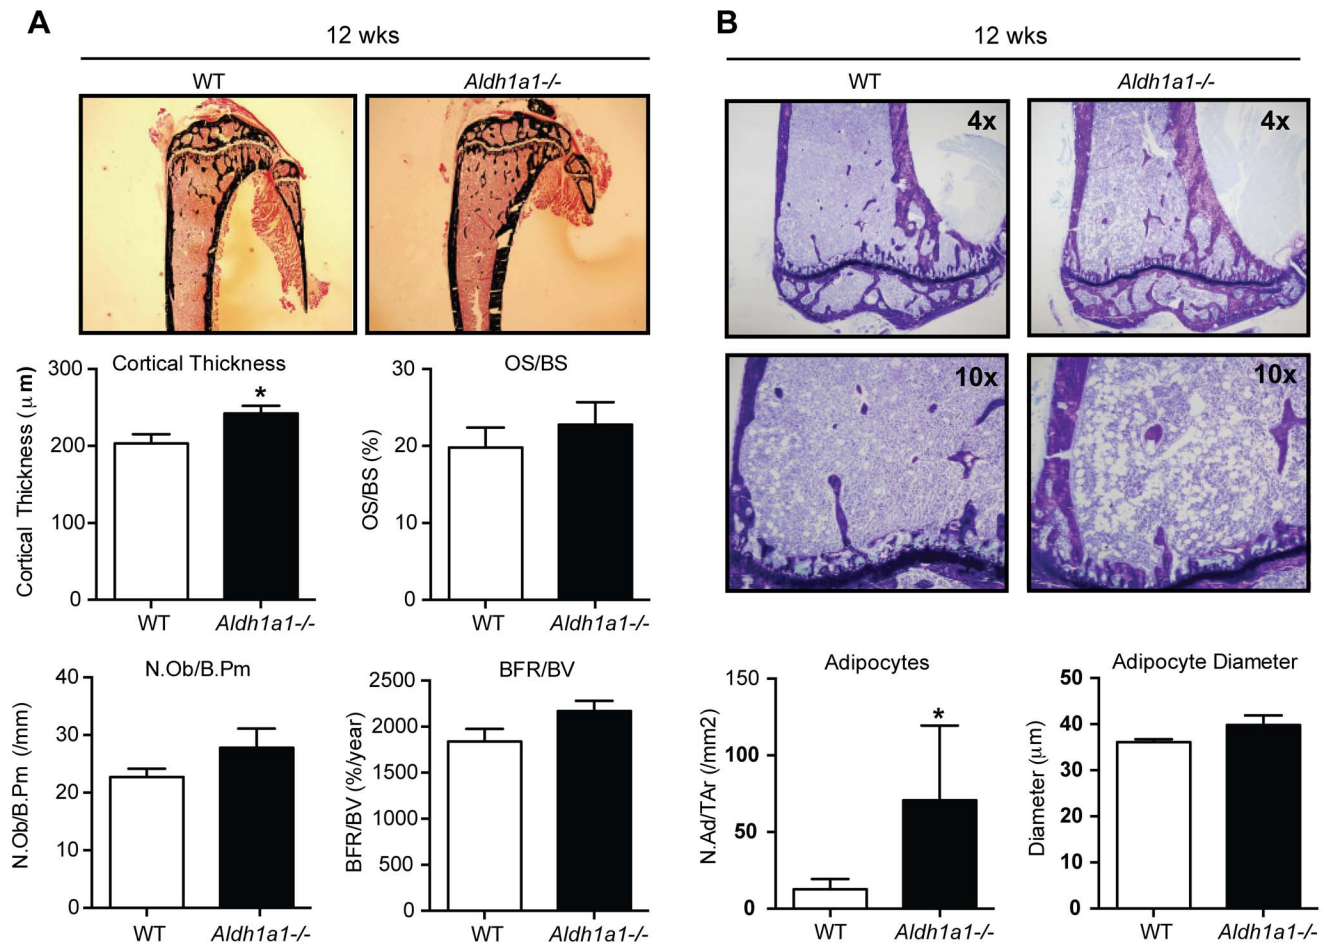 A
12 wks
WT
Aldh1a1-/-
Cortical Thickness
Cortical Thickness (μm)
300
200
100
0
*
WT
Aldh1a1-/-
OS/BS
OS/BS (%)
30
20
10
0
WT
Aldh1a1-/-
N.Ob/B.Pm
N.Ob/B.Pm (/mm)
40
30
20
10
0
WT
Aldh1a1-/-
BFR/BV
BFR/BV (%/year)
2500
2000
1500
1000
500
0
WT
Aldh1a1-/-
B
12 wks
WT
Aldh1a1-/-
4x
4x
10x
10x
Adipocytes
N.Ad/TAr (/mm2)
150
100
50
0
*
WT
Aldh1a1-/-
Adipocyte Diameter
Diameter (μm)
50
40
30
20
10
0
WT
Aldh1a1-/-